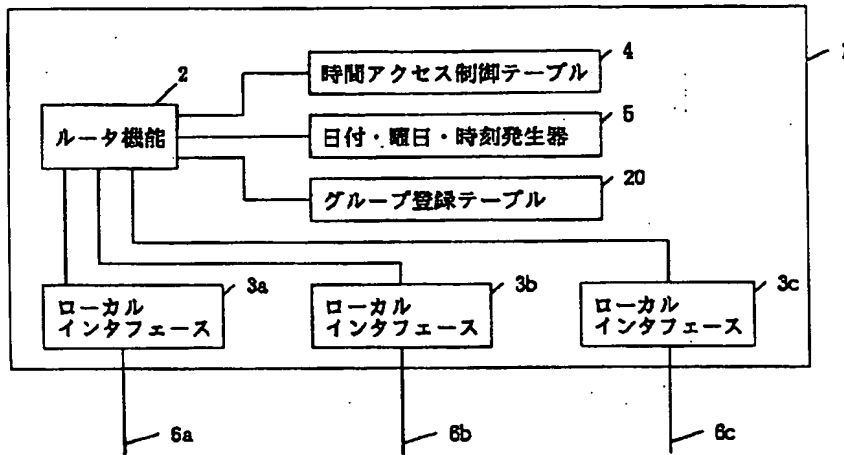 4
時間アクセス制御テーブル
2
5
ルータ機能
日付・曜日・時刻発生器
20
グループ登録テーブル
3a
ローカル
インタフェース
3b
ローカル
インタフェース
3c
ローカル
インタフェース
6a
6b
6c